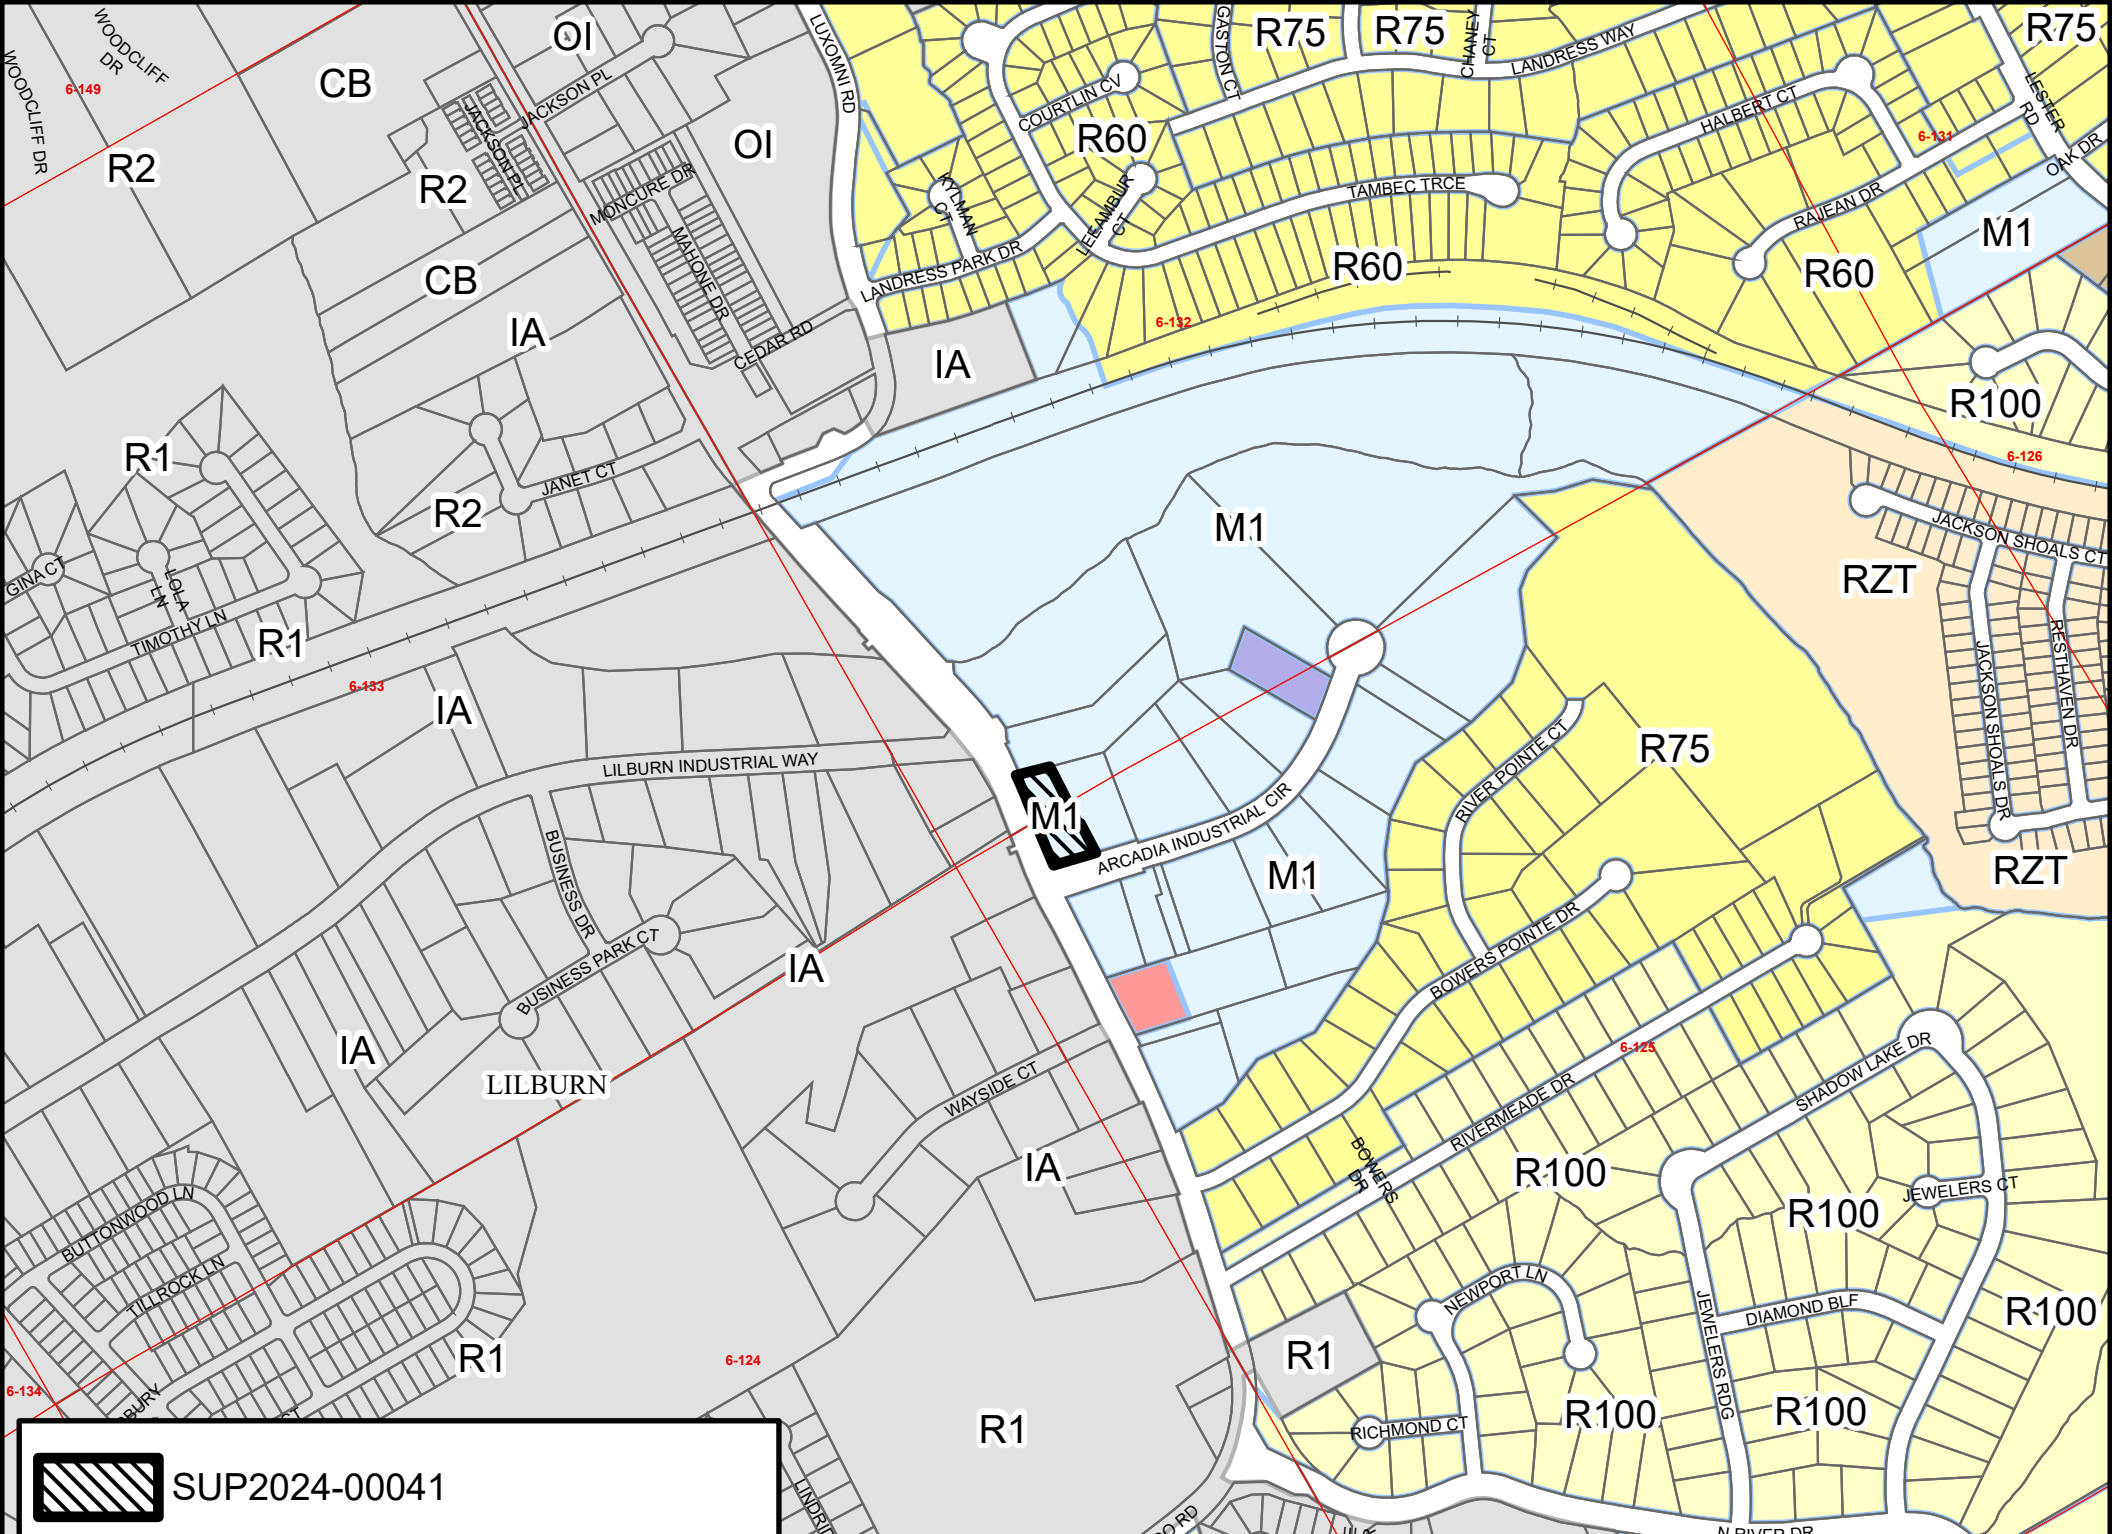 WOODCLIFF DR
WOODCLIFF
DR
6-149
CB
OI
JACKSON PL
JACKSON PL
R2
R2
OI
MONCURE DR
MAHONE DR
CEDAR RD
CB
IA
LUXOMNI RD
GASTON CT
R75
R75
CHANEY
CT
LANDRESS WAY
R75
LESTER
RD
OAK DR
COURTLIN CV
R60
HALBERT CT
6-131
KYLMAN
CT
LEEAMBUR
CT
TAMBEC TRCE
RAJEAN DR
M1
LANDRESS PARK DR
R60
R60
6-132
IA
R100
6-126
R1
R2
JANET CT
GINA CT
LOLA
LN
TIMOTHY LN
R1
6-133
IA
M1
RZT
JACKSON SHOALS CT
JACKSON SHOALS DR
RESTHAVEN DR
LILBURN INDUSTRIAL WAY
R75
RIVER POINTE CT
M1
ARCADIA INDUSTRIAL CIR
M1
BUSINESS DR
BUSINESS PARK CT
IA
RZT
BOWERS POINTE DR
IA
LILBURN
WAYSIDE CT
6-125
RIVERMEADE DR
SHADOW LAKE DR
IA
BOWERS
DR
R100
JEWELERS CT
R100
BUTTONWOOD LN
TILLROCK LN
NEWPORT LN
JEWELERS RDG
DIAMOND BLF
R100
R1
R1
6-124
6-134
BURY
CT
R1
RICHMOND CT
R100
R100
SUP2024-00041
LINDRID
DO RD
N RIVER DR